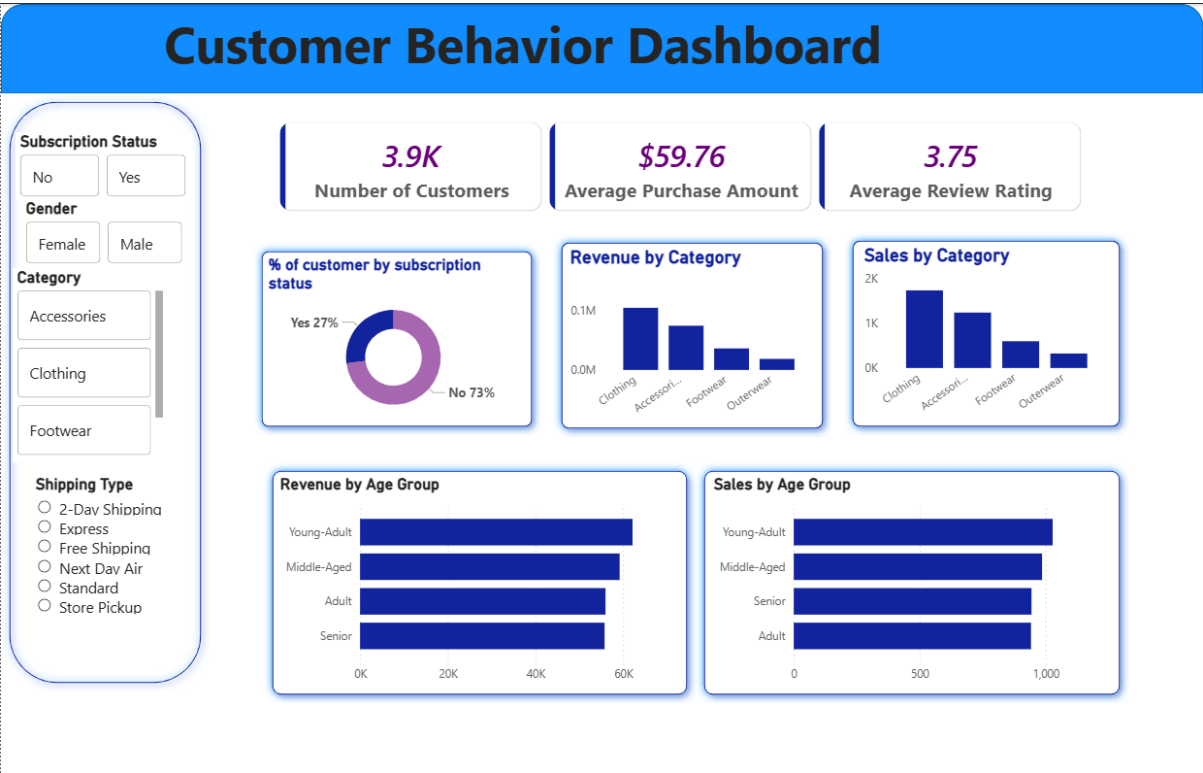 Customer Behavior Dashboard
Subscription Status
No
Yes
Gender
Female
Male
Category
Accessories
Clothing
Footwear
Shipping Type
2-Day Shipping
Express
Free Shipping
Next Day Air
Standard
Store Pickup
3.9K
Number of Customers
$59.76
Average Purchase Amount
3.75
Average Review Rating
% of customer by subscription
status
Yes 27%
No 73%
Revenue by Category
0.1M
0.0M
Clothing
Accessori...
Footwear
Outerwear
Sales by Category
2K
1K
0K
Clothing
Accessori...
Footwear
Outerwear
Revenue by Age Group
Young-Adult
Middle-Aged
Adult
Senior
0K
20K
40K
60K
Sales by Age Group
Young-Adult
Middle-Aged
Senior
Adult
0
500
1,000